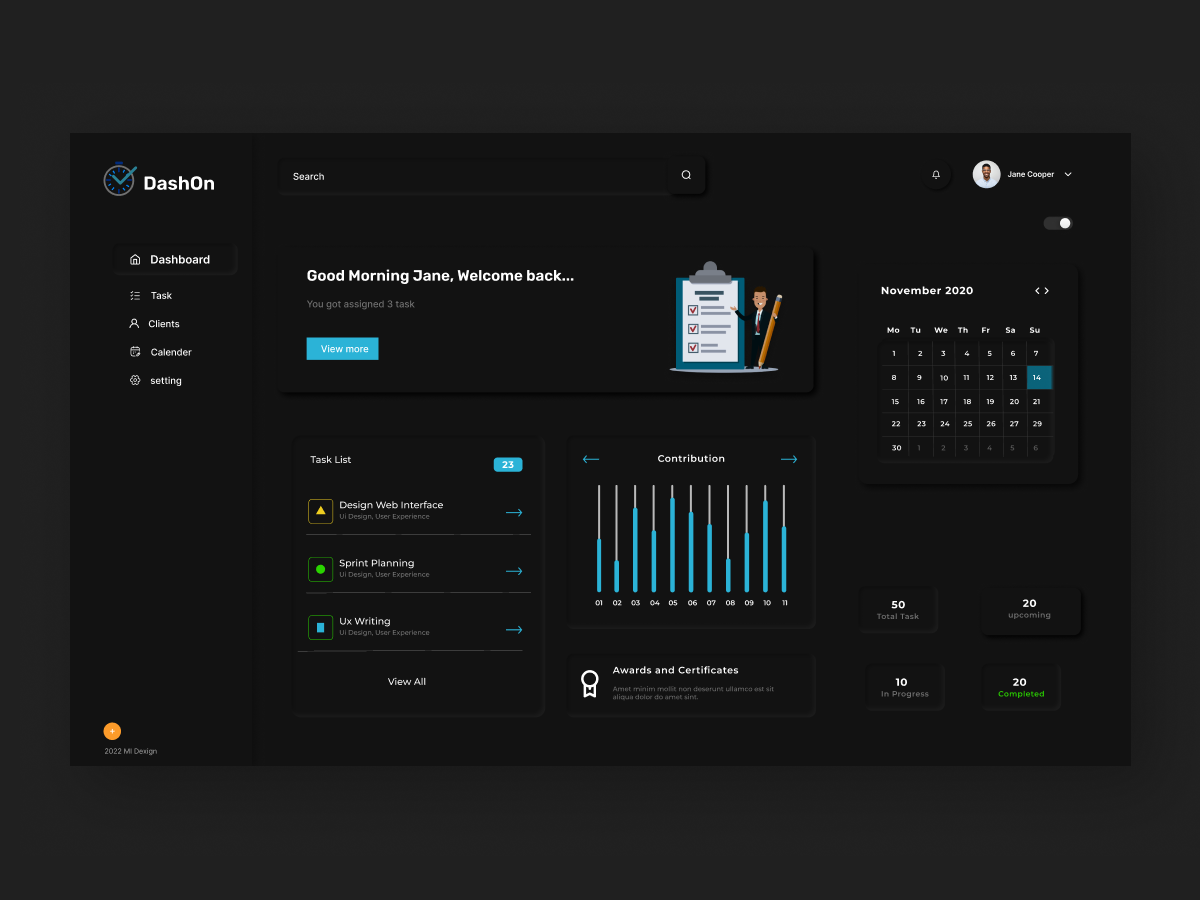 DashOn
Search
Jane Cooper
Dashboard
Task
Clients
Calender
setting
Good Morning Jane, Welcome back...
You got assigned 3 task
View more
November 2020
Mo Tu We Th Fr Sa Su
1 2 3 4 5 6 7
8 9 10 11 12 13 14
15 16 17 18 19 20 21
22 23 24 25 26 27 29
30 1 2 3 4 5 6
Task List
23
Design Web Interface
Ui Design, User Experience
Sprint Planning
Ui Design, User Experience
Ux Writing
Ui Design, User Experience
View All
Contribution
01 02 03 04 05 06 07 08 09 10 11
Awards and Certificates
Amet minim mollit non deserunt ullamco est sit
aliqua dolor do amet sint.
50
Total Task
20
upcoming
10
In Progress
20
Completed
2022 MI Dexign